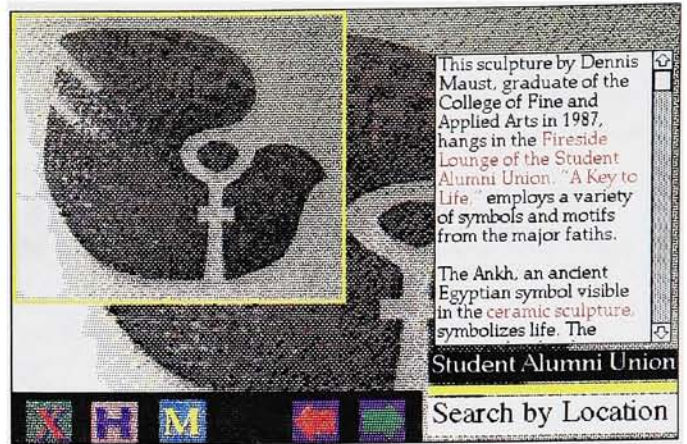 This sculpture by Dennis
Maust, graduate of the
College of Fine and
Applied Arts in 1987,
hangs in the Fireside
Lounge of the Student
Alumni Union. "A Key to
Life," employs a variety
of symbols and motifs
from the major fatihs.
The Ankh, an ancient
Egyptian symbol visible
in the ceramic sculpture,
symbolizes life. The
Student Alumni Union
Search by Location
X H M